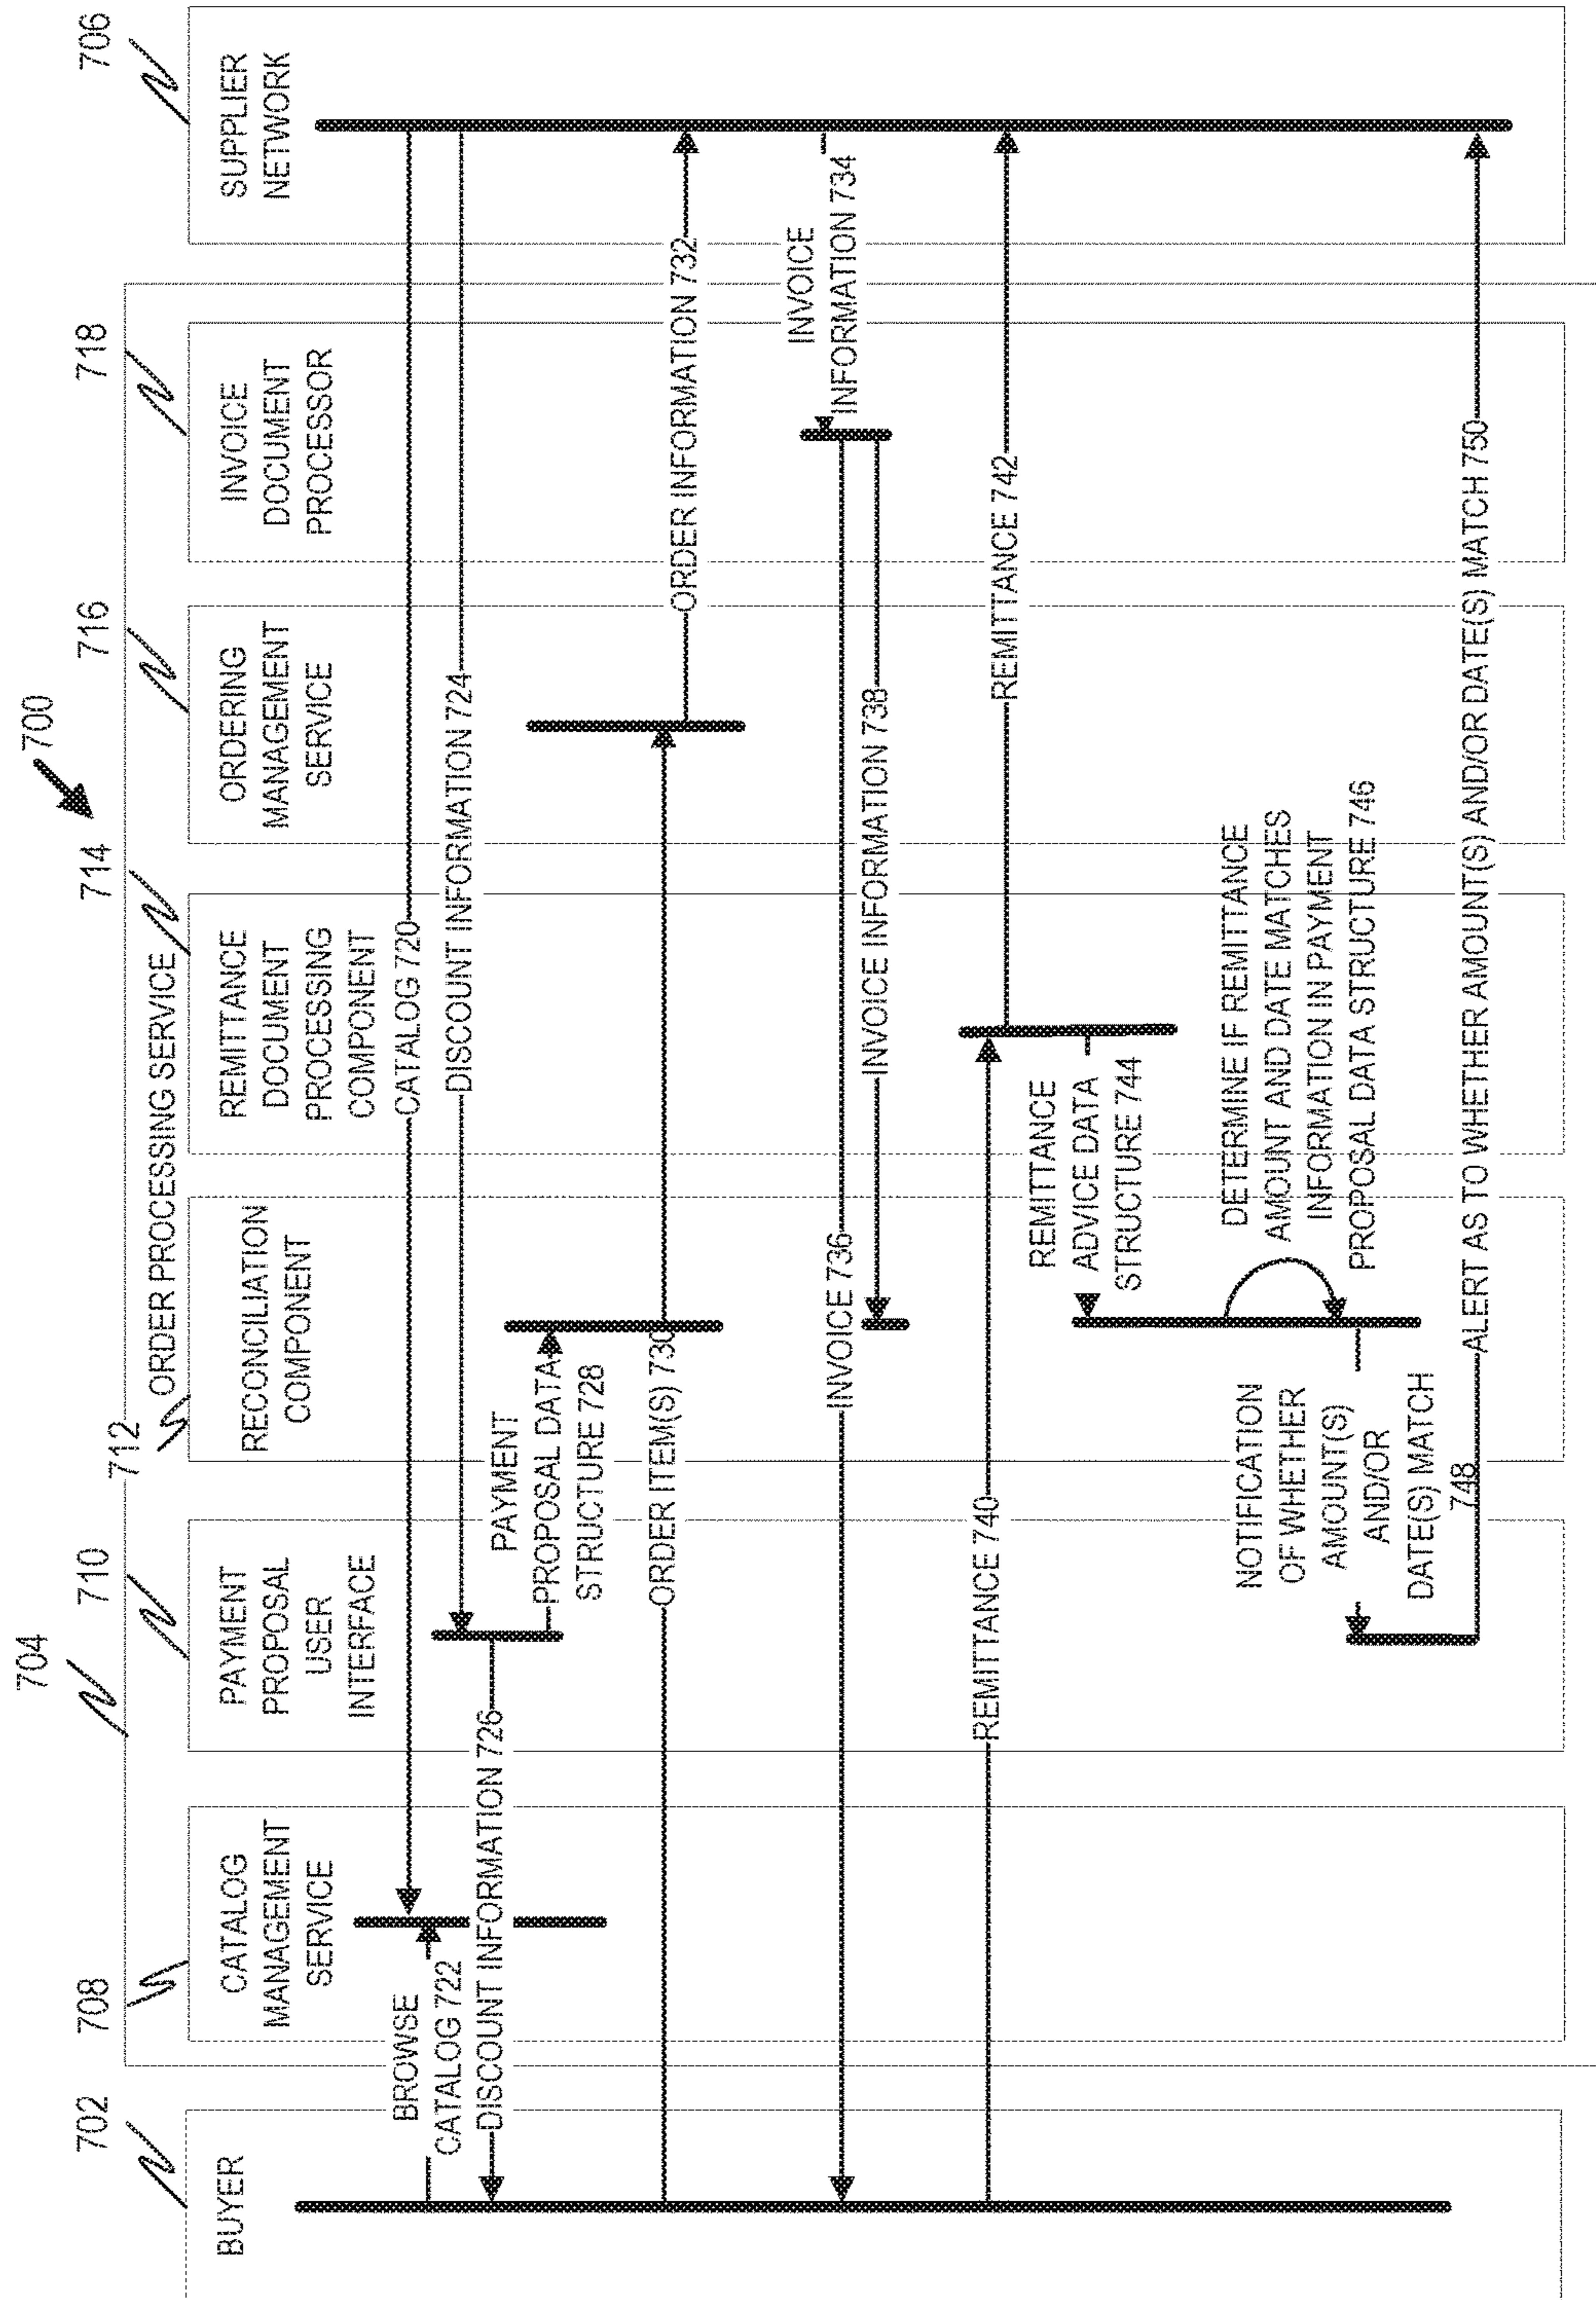 700
702
BUYER
704
ORDER PROCESSING SERVICE
708
CATALOG
MANAGEMENT
SERVICE
710
PAYMENT
PROPOSAL
USER
INTERFACE
712
RECONCILIATION
COMPONENT
714
REMITTANCE
DOCUMENT
PROCESSING
COMPONENT
716
ORDERING
MANAGEMENT
SERVICE
718
INVOICE
DOCUMENT
PROCESSOR
706
SUPPLIER
NETWORK
CATALOG 720
BROWSE
CATALOG 722
DISCOUNT INFORMATION 724
DISCOUNT INFORMATION 726
PAYMENT
PROPOSAL DATA
STRUCTURE 728
ORDER ITEM(S) 730
ORDER INFORMATION 732
INVOICE
INFORMATION 734
INVOICE 736
INVOICE INFORMATION 738
REMITTANCE 740
REMITTANCE 742
REMITTANCE
ADVICE DATA
STRUCTURE 744
DETERMINE IF REMITTANCE
AMOUNT AND DATE MATCHES
INFORMATION IN PAYMENT
PROPOSAL DATA STRUCTURE 746
NOTIFICATION
OF WHETHER
AMOUNT(S)
AND/OR
DATE(S) MATCH
748
ALERT AS TO WHETHER AMOUNT(S) AND/OR DATE(S) MATCH 750